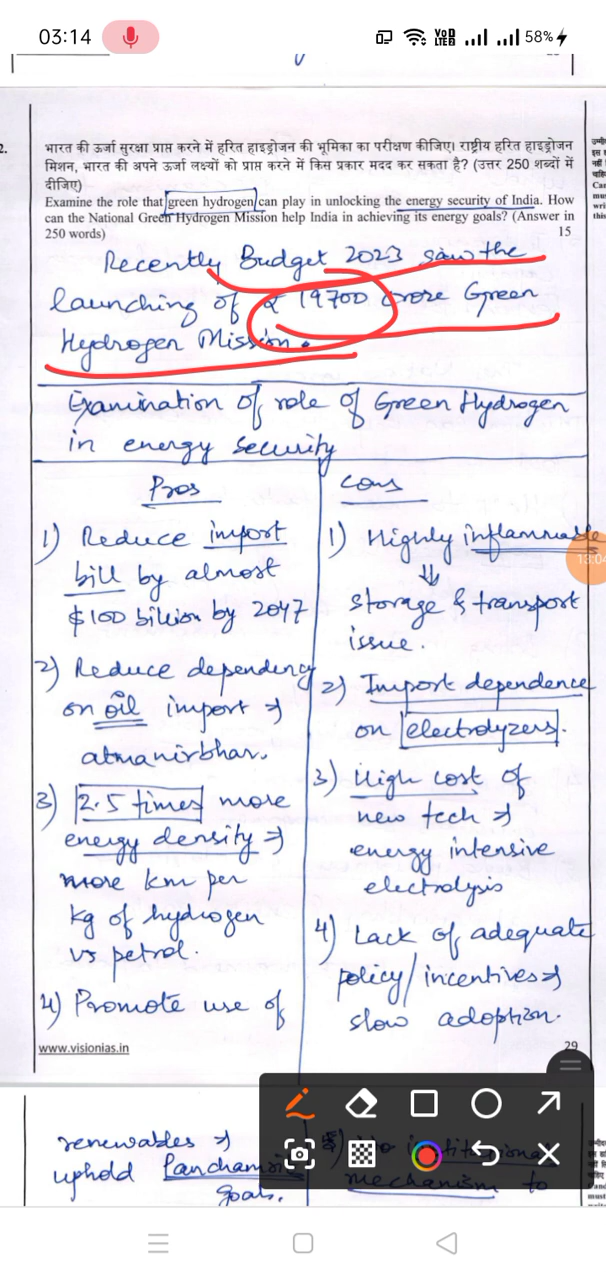 03:14
58%
2.
भारत की ऊर्जा सुरक्षा प्राप्त करने में हरित हाइड्रोजन की भूमिका का परीक्षण कीजिए। राष्ट्रीय हरित हाइड्रोजन
मिशन, भारत की अपने ऊर्जा लक्ष्यों को प्राप्त करने में किस प्रकार मदद कर सकता है? (उत्तर 250 शब्दों में
दीजिए)
Examine the role that green hydrogen can play in unlocking the energy security of India. How
can the National Green Hydrogen Mission help India in achieving its energy goals? (Answer in
250 words) 15
Recently Budget 2023 saw the
launching of ₹ 19700 crore Green
Hydrogen Mission.
Examination of role of Green Hydrogen
in energy security
Pros
1) Reduce import
bill by almost
$100 billion by 2047
2) Reduce dependency
on oil import →
atmanirbhar.
3) 2.5 times more
energy density →
more km per
kg of hydrogen
vs petrol.
4) Promote use of
Cons
1) Highly inflammable
↓
storage & transport
issue.
2) Import dependence
on electrolyzers.
3) High cost of
new tech →
energy intensive
electrolysis
4) Lack of adequate
policy/incentives →
slow adoption.
13:04
www.visionias.in
29
renewables →
uphold Panchamrit
goals.
institutional
mechanism to